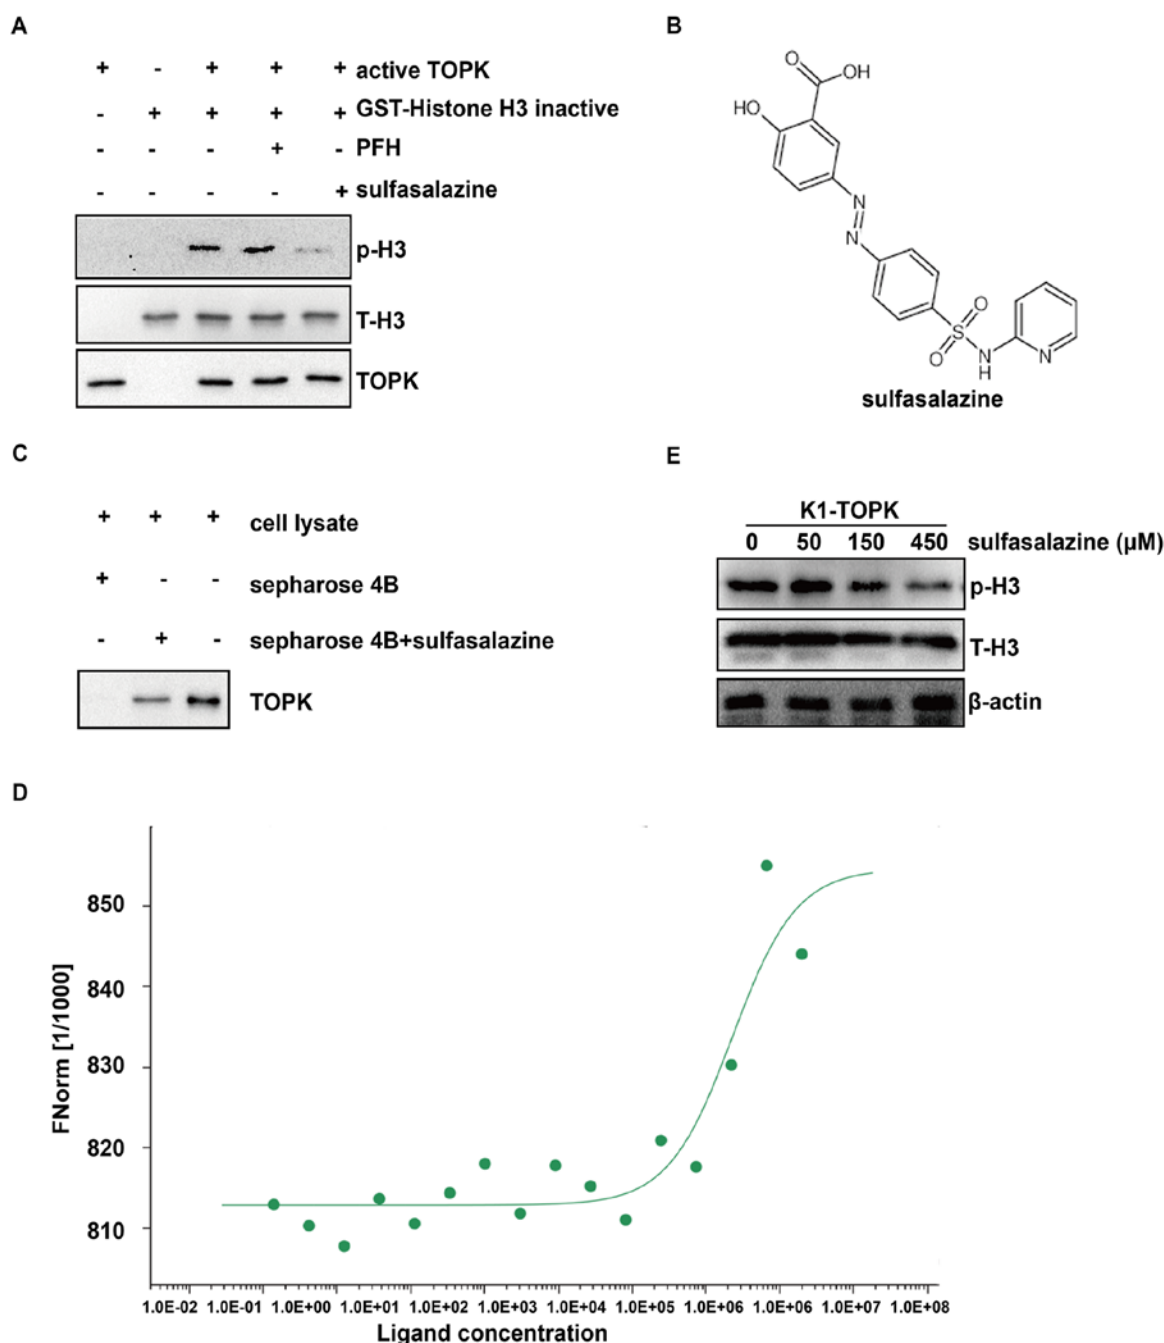 A
+ - + + + active TOPK
- + + + + GST-Histone H3 inactive
- - - + - PFH
- - - - + sulfasalazine
p-H3
T-H3
TOPK
B
O
OH
HO
N
N
O
S
O
N
H
N
sulfasalazine
C
+ + + cell lysate
+ - - sepharose 4B
- + - sepharose 4B+sulfasalazine
TOPK
E
K1-TOPK
0 50 150 450 sulfasalazine (μM)
p-H3
T-H3
β-actin
D
FNorm [1/1000]
850
840
830
820
810
1.0E-02 1.0E-01 1.0E+00 1.0E+01 1.0E+02 1.0E+03 1.0E+04 1.0E+05 1.0E+06 1.0E+06 1.0E+07 1.0E+08
Ligand concentration